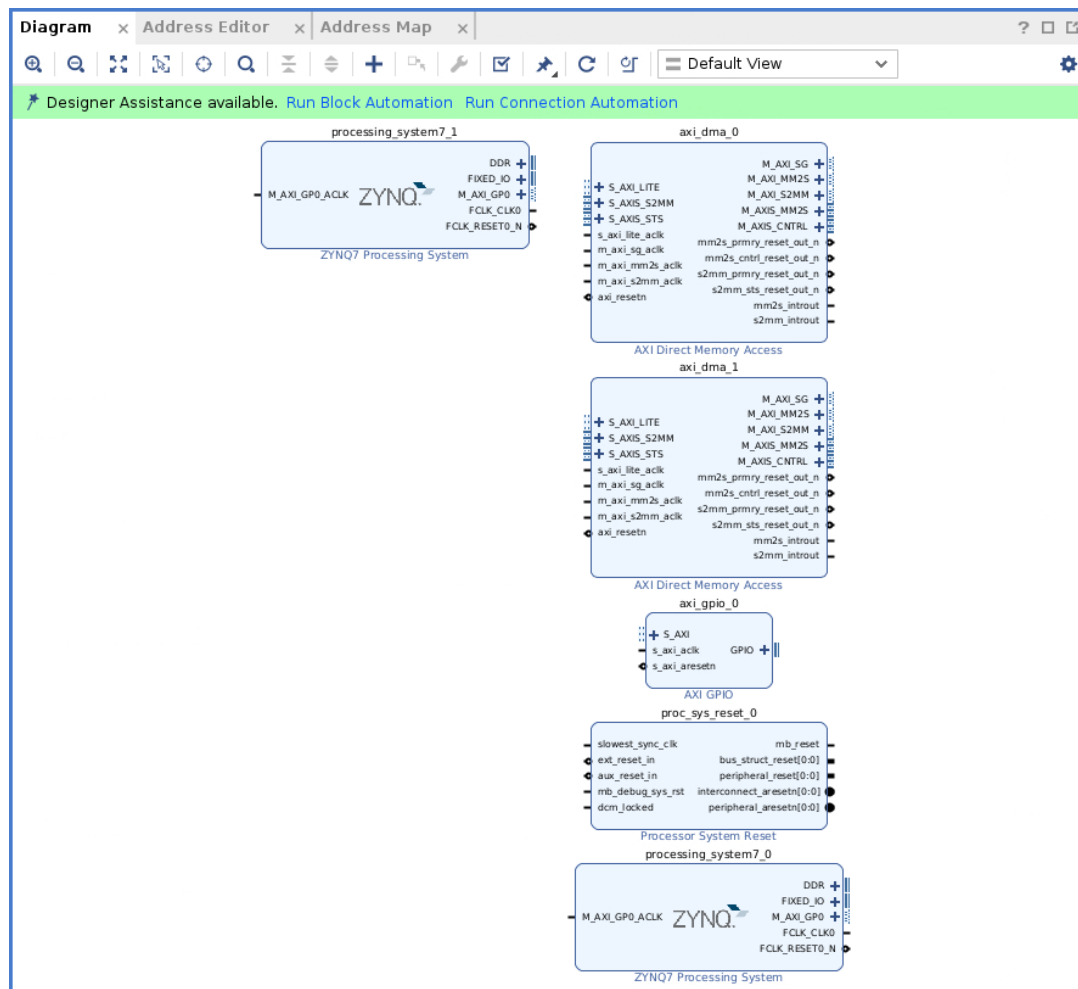 Diagram × Address Editor × Address Map × ?
Default View
Designer Assistance available. Run Block Automation Run Connection Automation
processing_system7_1
M_AXI_GP0_ACLK
ZYNQ
DDR
FIXED_IO
M_AXI_GP0
FCLK_CLK0
FCLK_RESET0_N
ZYNQ7 Processing System
axi_dma_0
S_AXI_LITE
S_AXIS_S2MM
S_AXIS_STS
s_axi_lite_aclk
m_axi_sg_aclk
m_axi_mm2s_aclk
m_axi_s2mm_aclk
axi_resetn
M_AXI_SG
M_AXI_MM2S
M_AXI_S2MM
M_AXIS_MM2S
M_AXIS_CNTRL
mm2s_prmry_reset_out_n
mm2s_cntrl_reset_out_n
s2mm_prmry_reset_out_n
s2mm_sts_reset_out_n
mm2s_introut
s2mm_introut
AXI Direct Memory Access
axi_dma_1
S_AXI_LITE
S_AXIS_S2MM
S_AXIS_STS
s_axi_lite_aclk
m_axi_sg_aclk
m_axi_mm2s_aclk
m_axi_s2mm_aclk
axi_resetn
M_AXI_SG
M_AXI_MM2S
M_AXI_S2MM
M_AXIS_MM2S
M_AXIS_CNTRL
mm2s_prmry_reset_out_n
mm2s_cntrl_reset_out_n
s2mm_prmry_reset_out_n
s2mm_sts_reset_out_n
mm2s_introut
s2mm_introut
AXI Direct Memory Access
axi_gpio_0
S_AXI
s_axi_aclk
s_axi_aresetn
GPIO
AXI GPIO
proc_sys_reset_0
slowest_sync_clk
ext_reset_in
aux_reset_in
mb_debug_sys_rst
dcm_locked
mb_reset
bus_struct_reset[0:0]
peripheral_reset[0:0]
interconnect_aresetn[0:0]
peripheral_aresetn[0:0]
Processor System Reset
processing_system7_0
M_AXI_GP0_ACLK
ZYNQ
DDR
FIXED_IO
M_AXI_GP0
FCLK_CLK0
FCLK_RESET0_N
ZYNQ7 Processing System